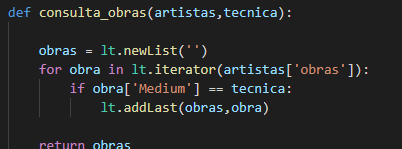 def consulta_obras(artistas,tecnica):
obras = lt.newList('')
for obra in lt.iterator(artistas['obras']):
if obra['Medium'] == tecnica:
lt.addLast(obras,obra)
return obras